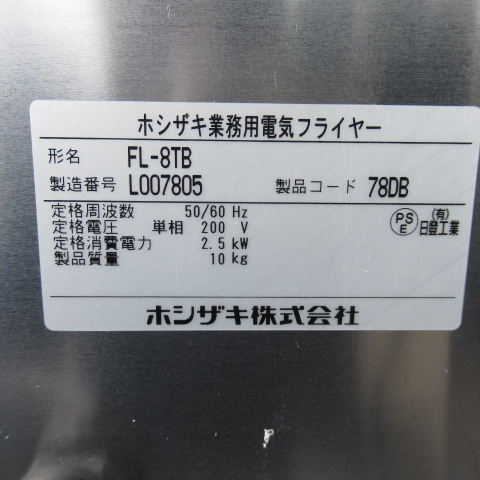 ホシザキ業務用電気フライヤー
形名 FL-8TB
製造番号 L007805 製品コード 78DB
定格周波数 50/60 Hz
定格電圧 単相 200 V
定格消費電力 2.5 kW
製品質量 10 kg
PSE (有)日登工業
ホシザキ株式会社